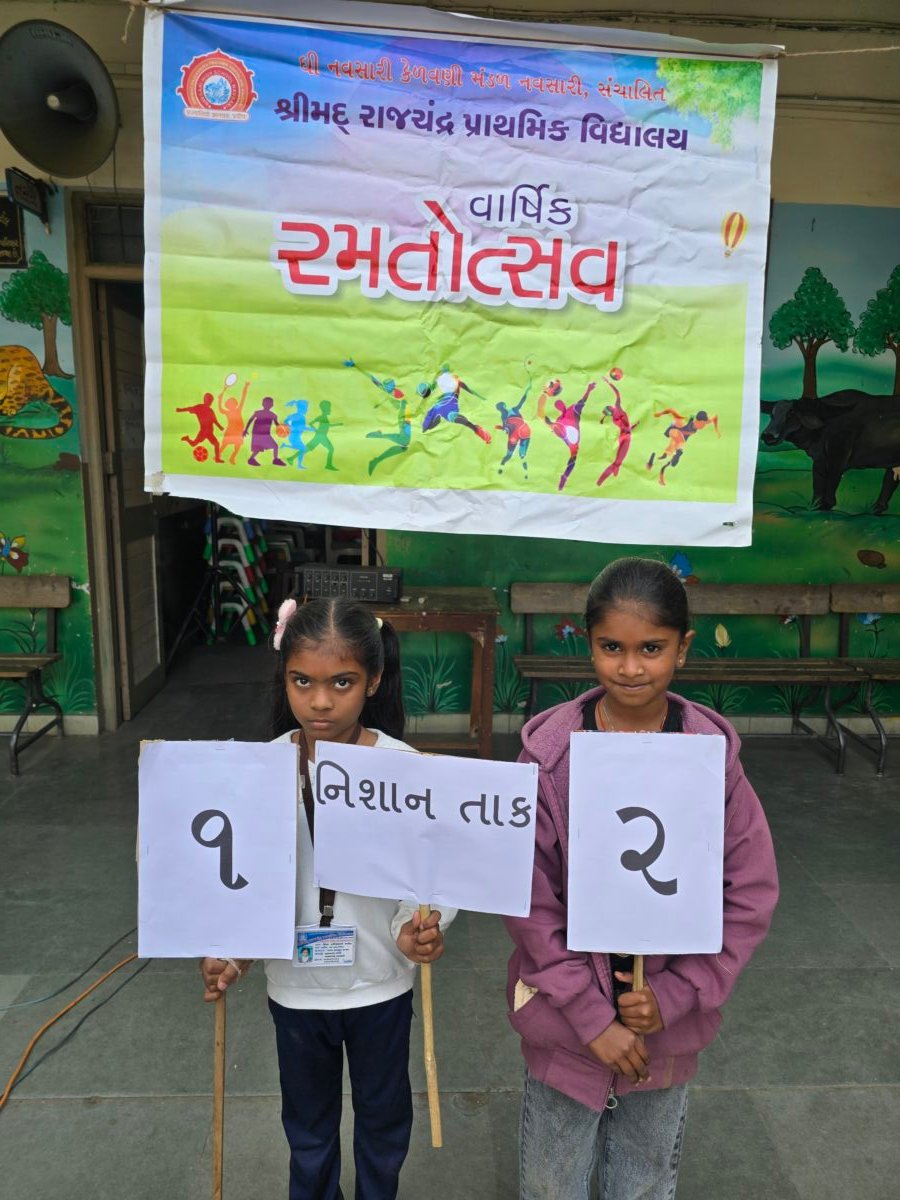 ધી નવસારી કેળવણી મંડળ નવસારી, સંચાલિત
શ્રીમદ્ રાજચંદ્ર પ્રાથમિક વિદ્યાલય
વાર્ષિક
રમતોત્સવ
નિશાન તાક
૧
૨